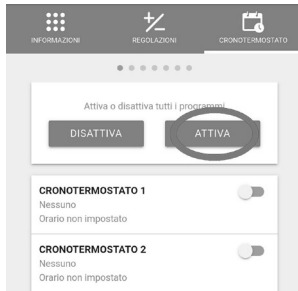 INFORMAZIONI
REGOLAZIONI
CRONOTERMOSTATO
Attiva o disattiva tutti i programmi
DISATTIVA
ATTIVA
CRONOTERMOSTATO 1
Nessuno
Orario non impostato
CRONOTERMOSTATO 2
Nessuno
Orario non impostato